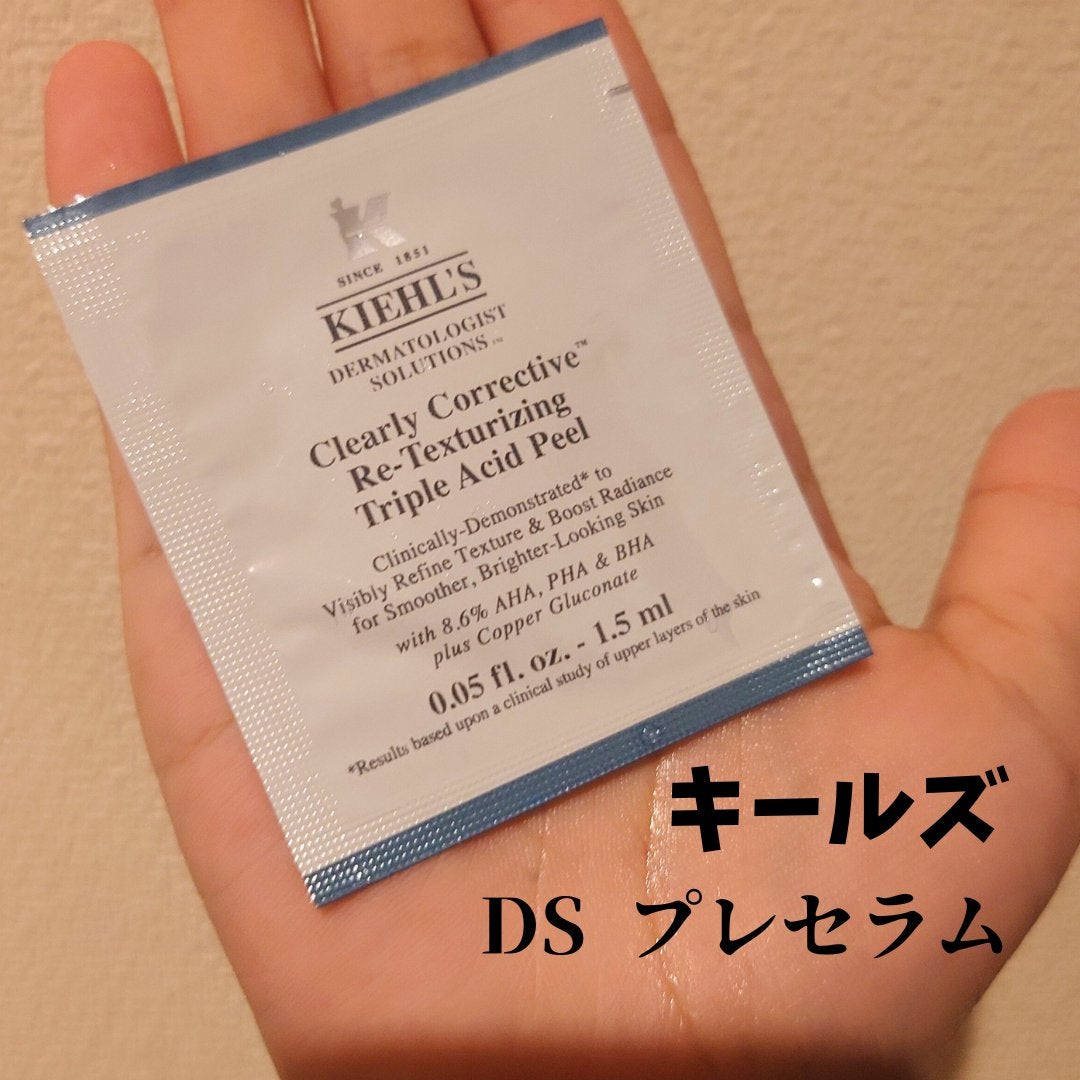 K
SINCE 1851
KIEHL'S
DERMATOLOGIST
SOLUTIONS™
Clearly Corrective™
Re-Texturizing
Triple Acid Peel
Clinically-Demonstrated* to
Visibly Refine Texture & Boost Radiance
for Smoother, Brighter-Looking Skin
with 8.6% AHA, PHA & BHA
plus Copper Gluconate
0.05 fl. oz. - 1.5 ml
*Results based upon a clinical study of upper layers of the skin
キールズ
DS プレセラム